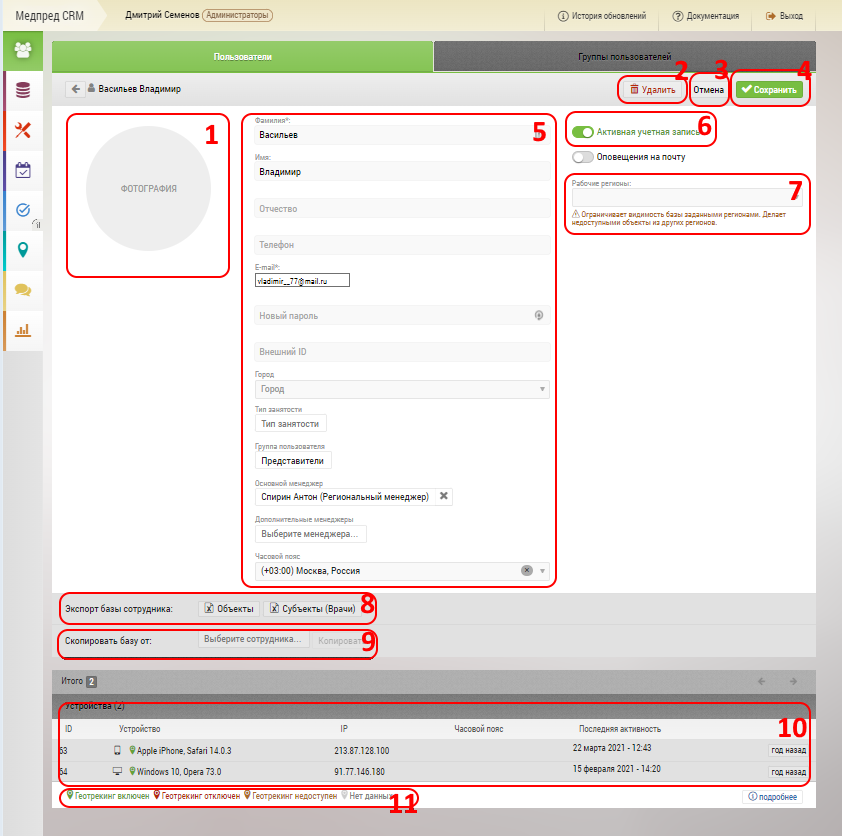 Медпред CRM Дмитрий Семенов Администраторы История обновлений Документация Выход
Пользователи Группы пользователей
Васильев Владимир 2 Удалить 3 Отмена 4 Сохранить
1
ФОТОГРАФИЯ
5
Фамилия*:
Васильев
Имя:
Владимир
Отчество
Телефон
E-mail*:
vladimir__77@mail.ru
Новый пароль
Внешний ID
Город
Город
Тип занятости
Тип занятости
Группа пользователя
Представители
Основной менеджер
Спирин Антон (Региональный менеджер)
Дополнительные менеджеры
Выберите менеджера...
Часовой пояс
(+03:00) Москва, Россия
6
Активная учетная запись
Оповещения на почту
7
Рабочие регионы:
Ограничивает видимость базы заданными регионами. Делает
недоступными объекты из других регионов.
Экспорт базы сотрудника: Объекты Субъекты (Врачи) 8
Скопировать базу от: Выберите сотрудника... Копировать 9
Итого 2
Устройства (2)
10
ID Устройство IP Часовой пояс Последняя активность
63 Apple iPhone, Safari 14.0.3 213.87.128.100 22 марта 2021 - 12:43 год назад
64 Windows 10, Opera 73.0 91.77.146.180 15 февраля 2021 - 14:20 год назад
Геотрекинг включен Геотрекинг отключен Геотрекинг недоступен Нет данных 11 подробнее